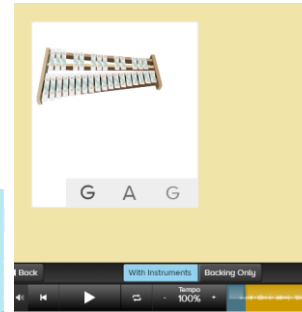 G A G
Back
With Instruments
Backing Only
Tempo
- 100% +